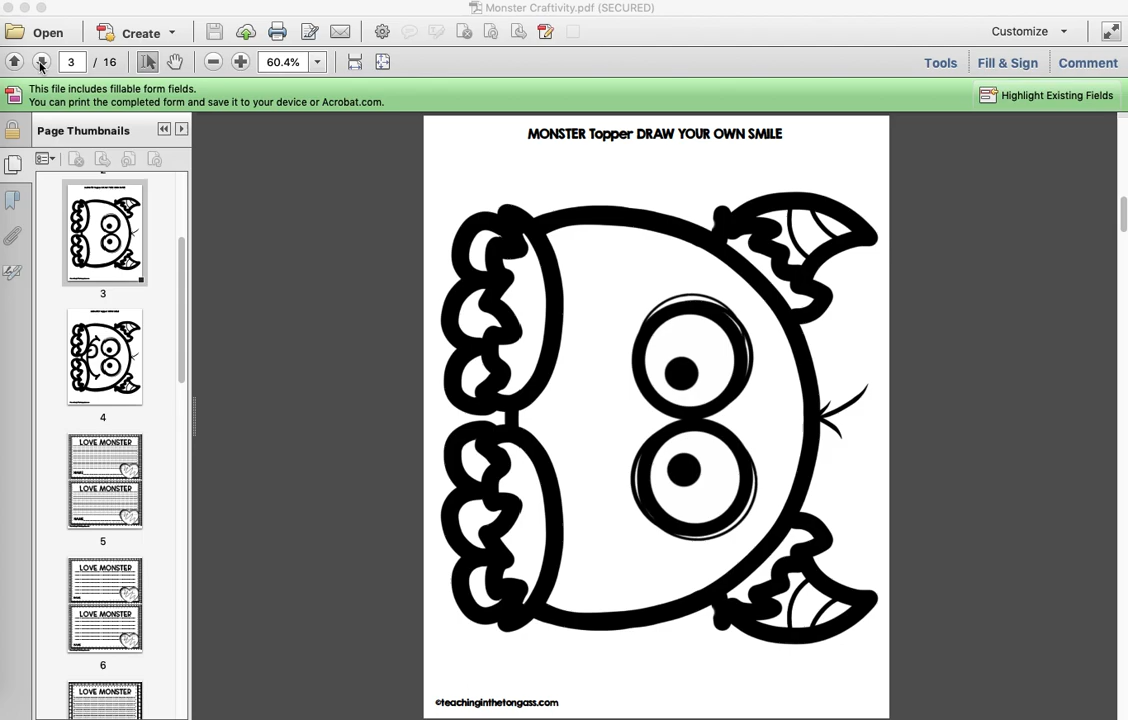 Monster Craftivity.pdf (SECURED)
Open
Create
Customize
3 / 16
60.4%
Tools
Fill & Sign
Comment
This file includes fillable form fields.
You can print the completed form and save it to your device or Acrobat.com.
Highlight Existing Fields
Page Thumbnails
3
4
LOVE MONSTER
LOVE MONSTER
5
LOVE MONSTER
LOVE MONSTER
6
LOVE MONSTER
MONSTER Topper DRAW YOUR OWN SMILE
©teachinginthetongass.com